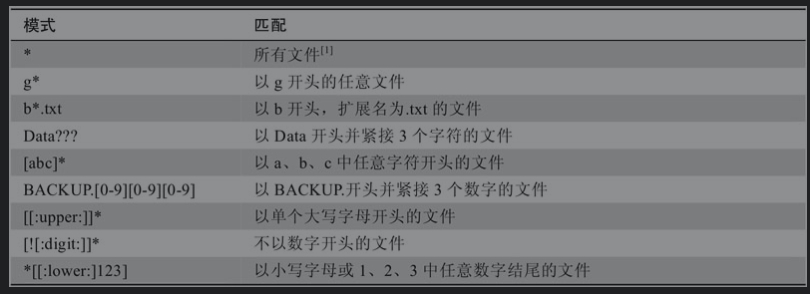 模式 匹配
* 所有文件[1]
g* 以 g 开头的任意文件
b*.txt 以 b 开头，扩展名为.txt 的文件
Data??? 以 Data 开头并紧接 3 个字符的文件
[abc]* 以 a、b、c 中任意字符开头的文件
BACKUP.[0-9][0-9][0-9] 以 BACKUP.开头并紧接 3 个数字的文件
[[:upper:]]* 以单个大写字母开头的文件
[![:digit:]]* 不以数字开头的文件
*[[:lower:]123] 以小写字母或 1、2、3 中任意数字结尾的文件